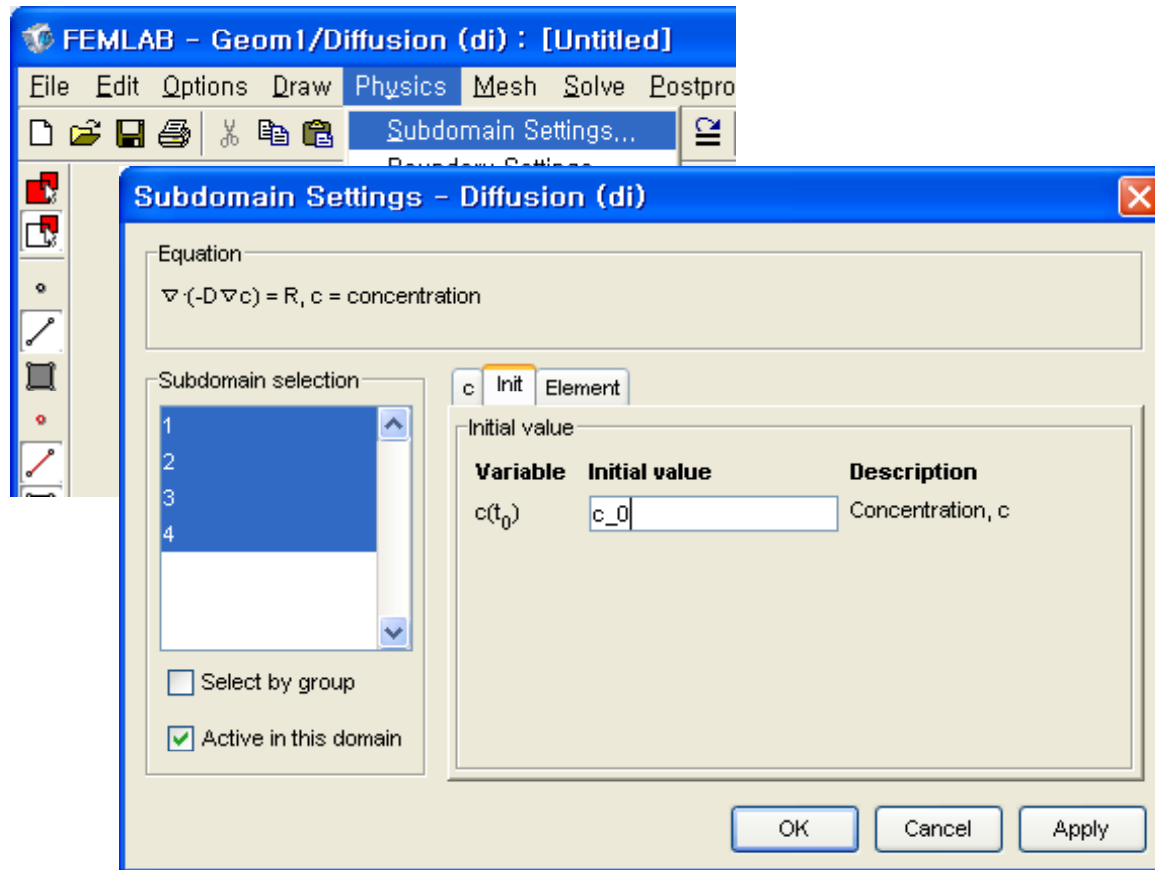 FEMLAB - Geom1/Diffusion (di) : [Untitled]
File Edit Options Draw Physics Mesh Solve Postpro
Subdomain Settings...
Boundary Settings
Subdomain Settings - Diffusion (di)
Equation
∇·(-D∇c) = R, c = concentration
Subdomain selection
1
2
3
4
Select by group
Active in this domain
c Init Element
Initial value
Variable Initial value Description
c(t0) c_0 Concentration, c
OK Cancel Apply